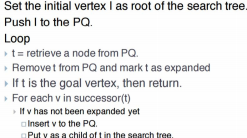 Set the initial vertex I as root of the search tree.
Push I to the PQ.
Loop
t = retrieve a node from PQ.
Remove t from PQ and mark t as expanded
If t is the goal vertex, then return.
For each v in successor(t)
If v has not been expanded yet
Insert v to the PQ.
Put v as a child of t in the search tree.